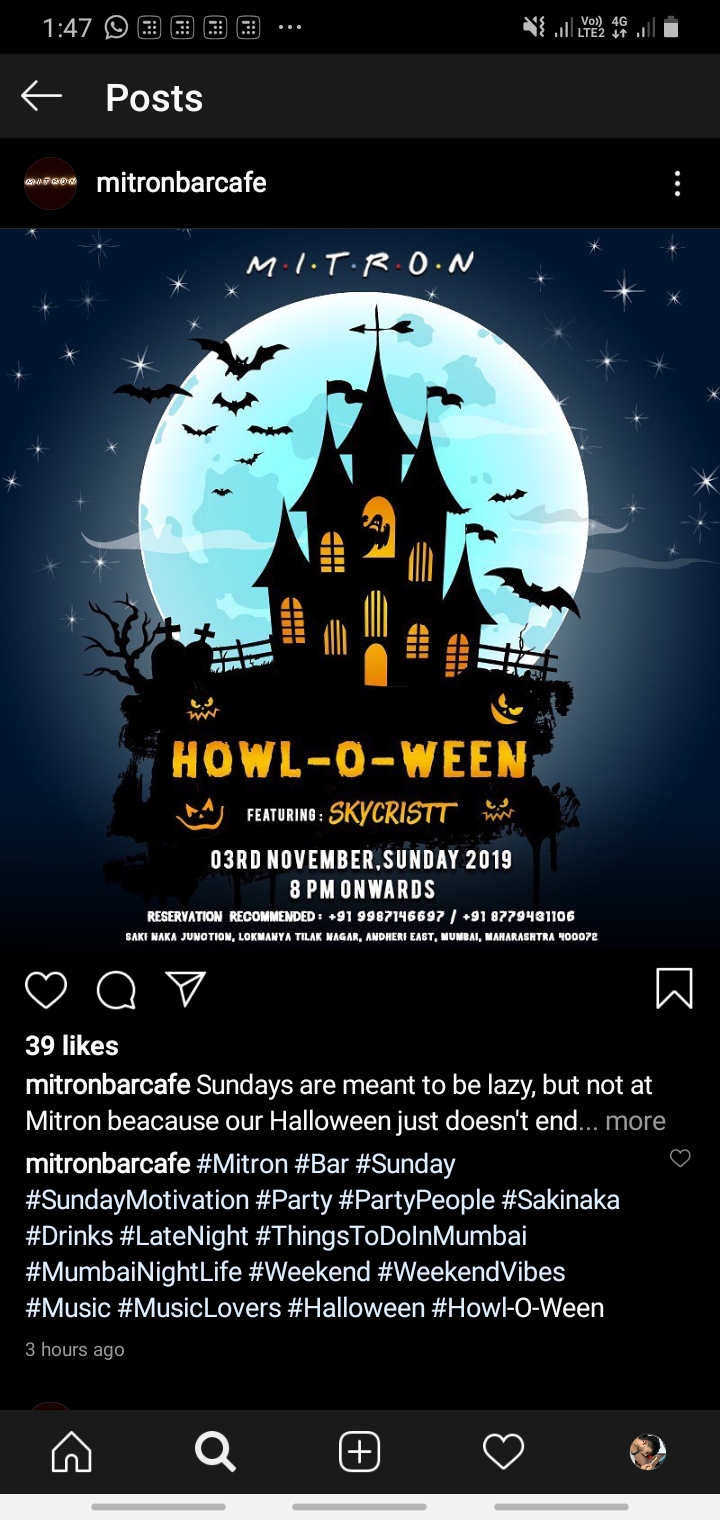 1:47
Vo)) 4G
LTE2
Posts
MITRON
mitronbarcafe
M·I·T·R·O·N
HOWL-O-WEEN
FEATURING: SKYCRISTT
03RD NOVEMBER,SUNDAY 2019
8 PM ONWARDS
RESERVATION RECOMMENDED: +91 9987146697 / +91 8779431106
SAKI NAKA JUNCTION, LOKMANYA TILAK NAGAR, ANDHERI EAST, MUMBAI, MAHARASHTRA 400072
39 likes
mitronbarcafe Sundays are meant to be lazy, but not at
Mitron beacause our Halloween just doesn't end... more
mitronbarcafe #Mitron #Bar #Sunday
#SundayMotivation #Party #PartyPeople #Sakinaka
#Drinks #LateNight #ThingsToDoInMumbai
#MumbaiNightLife #Weekend #WeekendVibes
#Music #MusicLovers #Halloween #Howl-O-Ween
3 hours ago